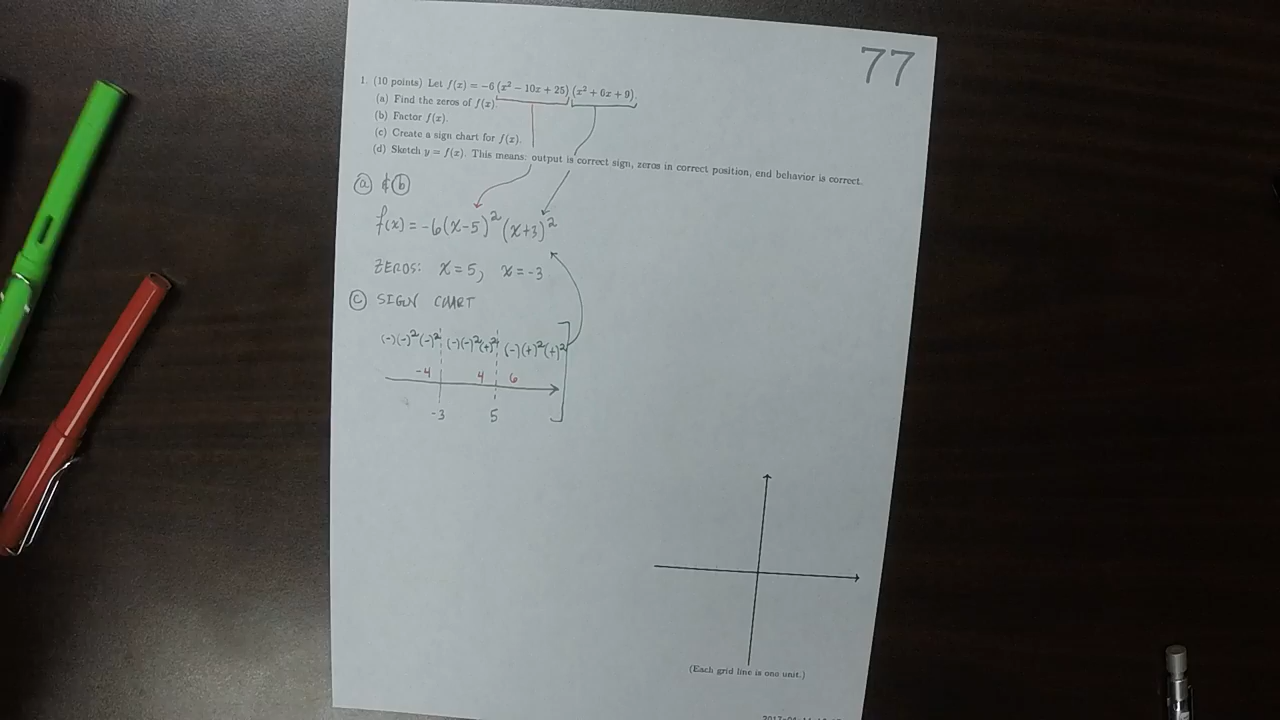 77
1. (10 points) Let f(x) = −6 (x² − 10x + 25) (x² + 6x + 9).
(a) Find the zeros of f(x).
(b) Factor f(x).
(c) Create a sign chart for f(x).
(d) Sketch y = f(x). This means: output is correct sign, zeros in correct position, end behavior is correct.
ⓐ & ⓑ
f(x) = -6(x-5)² (x+3)²
ZEROS: x = 5, x = -3
ⓒ SIGN CHART
(-)(-)²(-)² (-)(-)²(+)² (-)(+)²(+)²
-4 4 6
-3 5
(Each grid line is one unit.)